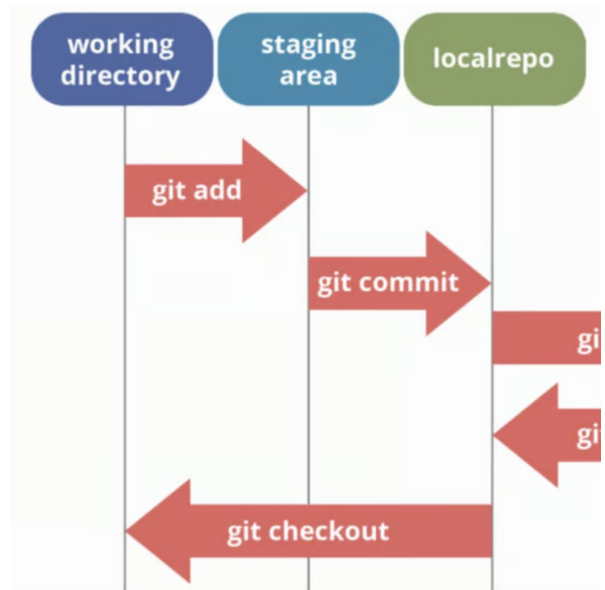 working
directory
staging
area
localrepo
git add
git commit
git checkout